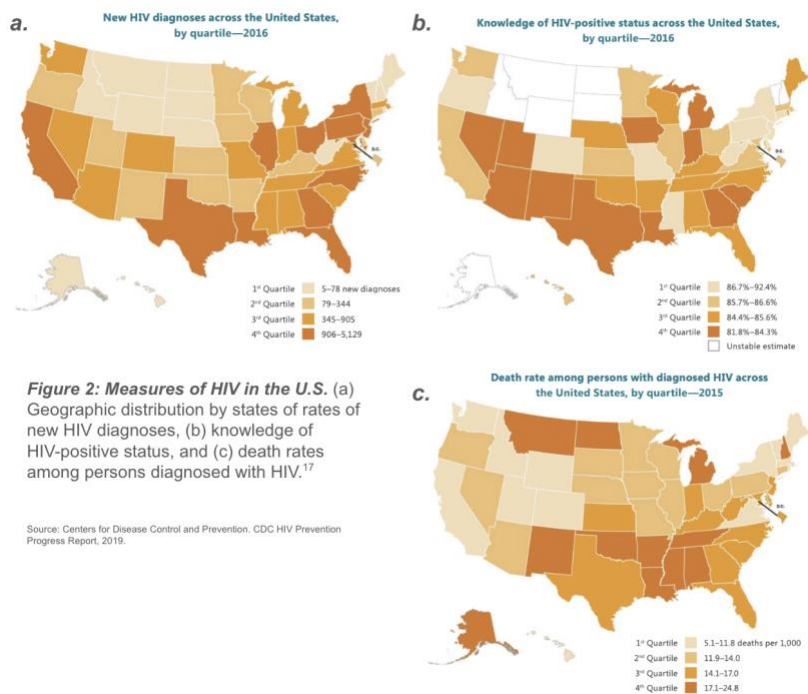 a.
New HIV diagnoses across the United States,
by quartile—2016
D.C.
1st Quartile 5–78 new diagnoses
2nd Quartile 79–344
3rd Quartile 345–905
4th Quartile 906–5,129
b.
Knowledge of HIV-positive status across the United States,
by quartile—2016
D.C.
1st Quartile 86.7%–92.4%
2nd Quartile 85.7%–86.6%
3rd Quartile 84.4%–85.6%
4th Quartile 81.8%–84.3%
Unstable estimate
Figure 2: Measures of HIV in the U.S. (a)
Geographic distribution by states of rates of
new HIV diagnoses, (b) knowledge of
HIV-positive status, and (c) death rates
among persons diagnosed with HIV.17
Source: Centers for Disease Control and Prevention. CDC HIV Prevention
Progress Report, 2019.
c.
Death rate among persons with diagnosed HIV across
the United States, by quartile—2015
D.C.
1st Quartile 5.1–11.8 deaths per 1,000
2nd Quartile 11.9–14.0
3rd Quartile 14.1–17.0
4th Quartile 17.1–24.8